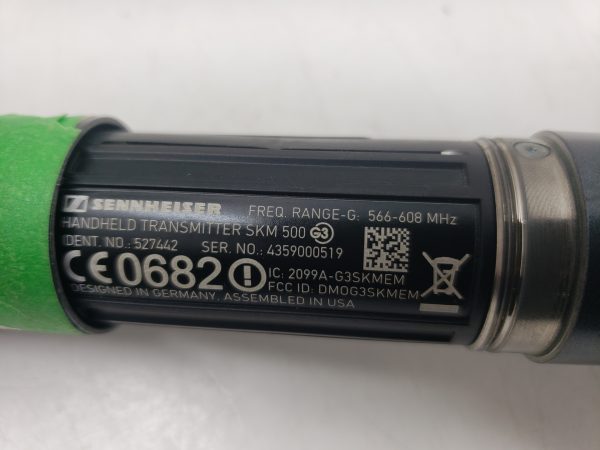 SENNHEISER FREQ. RANGE-G: 566-608 MHz
HANDHELD TRANSMITTER SKM 500 G3
IDENT. NO.: 527442 SER. NO.: 4359000519
CE0682 IC: 2099A-G3SKMEM
FCC ID: DMOG3SKMEM
DESIGNED IN GERMANY, ASSEMBLED IN USA